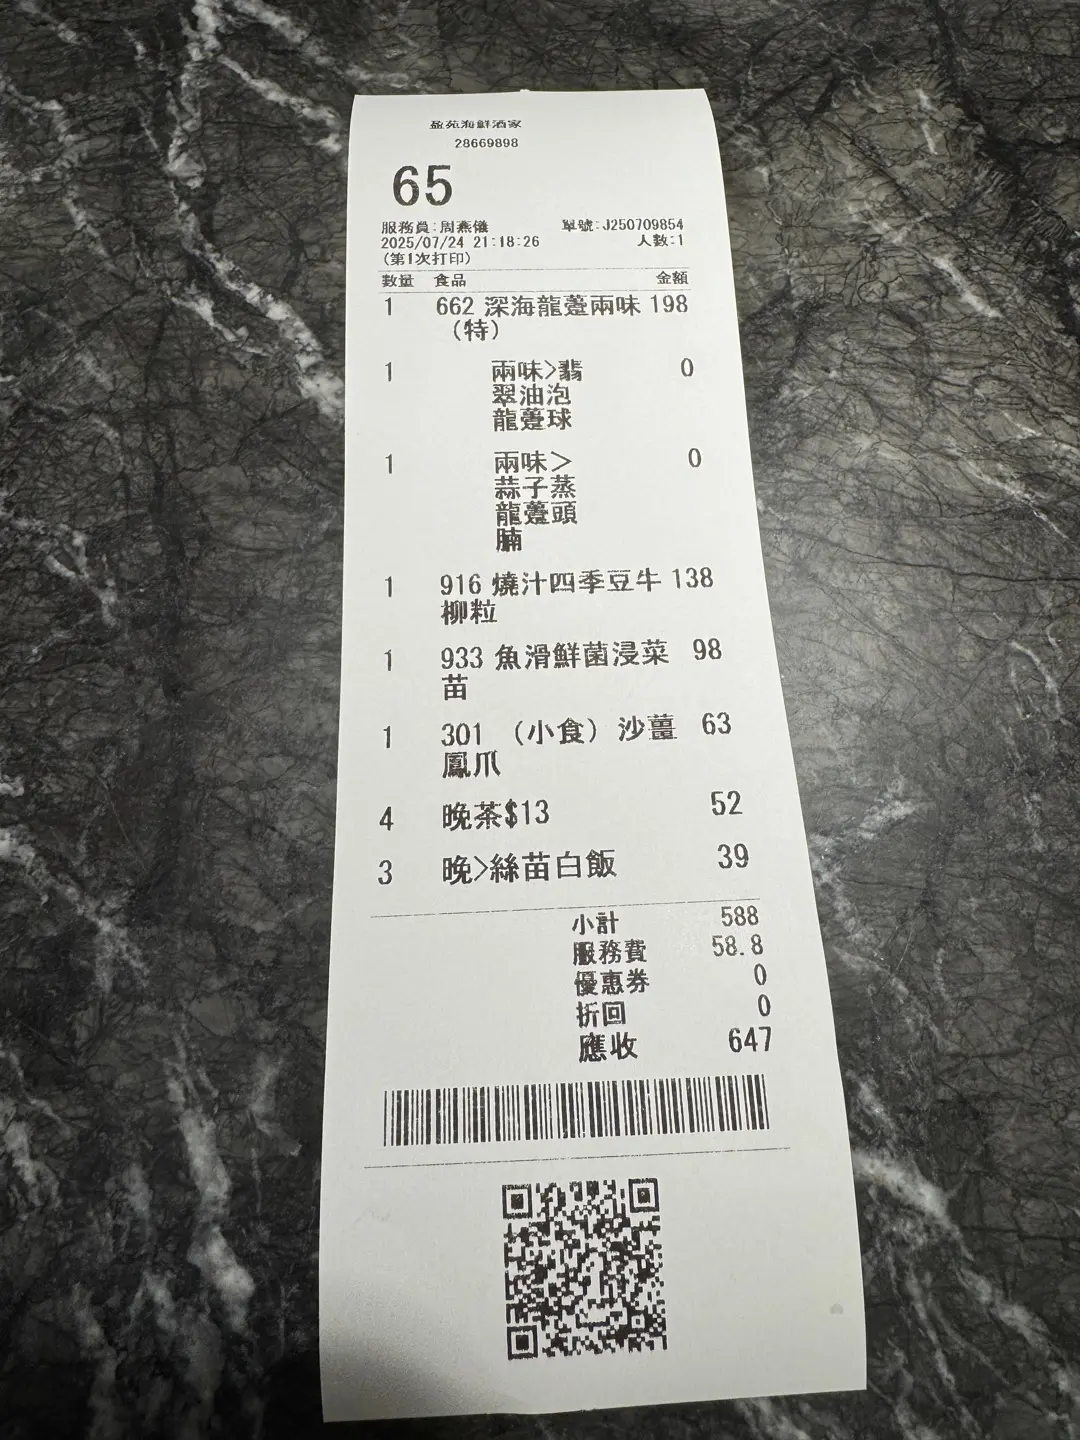 盈苑海鮮酒家
28669898
65
服務員:周燕儀 單號:J250709854
2025/07/24 21:18:26 人數:1
(第1次打印)
數量 食品 金額
1 662 深海龍躉兩味 198
(特)
1 兩味>翡 0
翠油泡
龍躉球
1 兩味> 0
蒜子蒸
龍躉頭
腩
1 916 燒汁四季豆牛 138
柳粒
1 933 魚滑鮮菌浸菜 98
苗
1 301 (小食) 沙薑 63
鳳爪
4 晚茶$13 52
3 晚>絲苗白飯 39
小計 588
服務費 58.8
優惠券 0
折回 0
應收 647